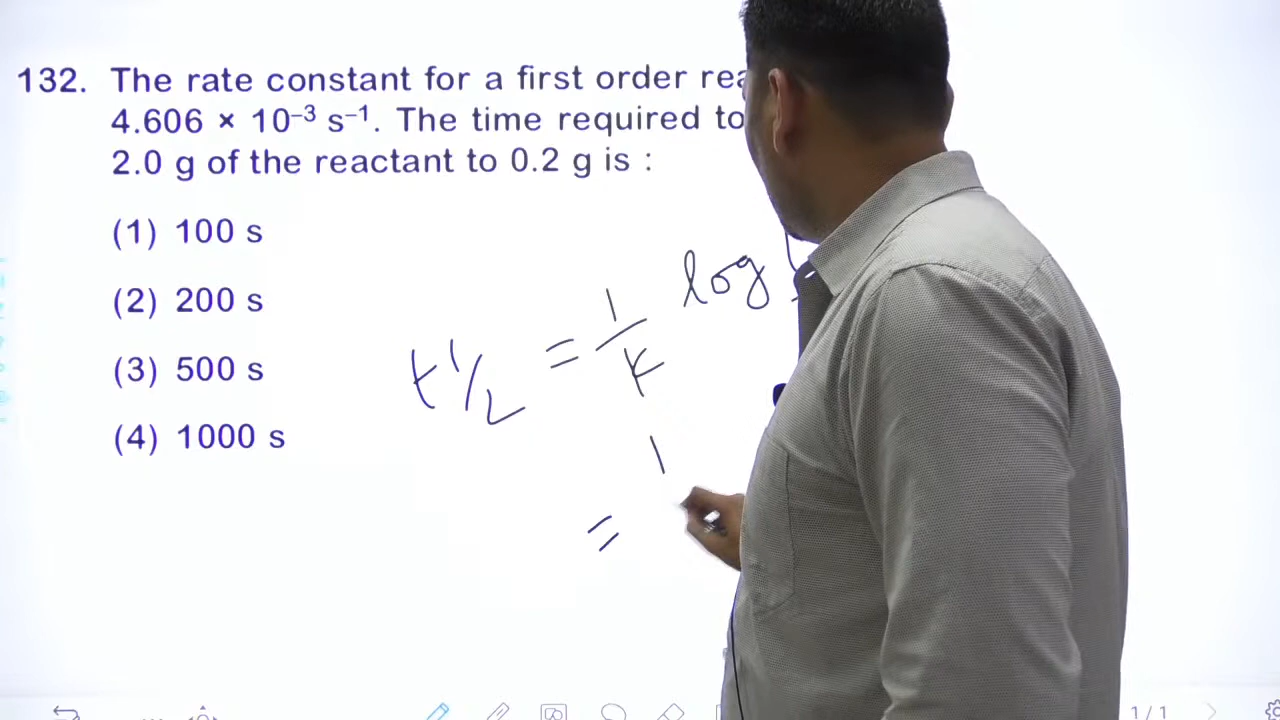 132. The rate constant for a first order
4.606 × 10⁻³ s⁻¹. The time required to
2.0 g of the reactant to 0.2 g is :
(1) 100 s
(2) 200 s
(3) 500 s
(4) 1000 s
t 1/2 = 1/K log
= 1
1/1